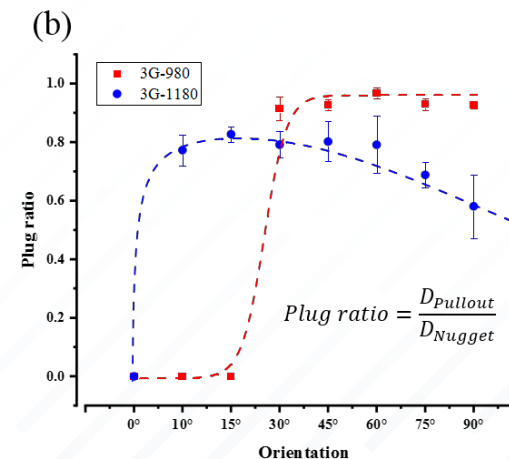 (b)
3G-980
3G-1180
1.0
0.8
0.6
0.4
0.2
0.0
Plug ratio
Plug ratio = D_Pullout / D_Nugget
0° 10° 15° 30° 45° 60° 75° 90°
Orientation